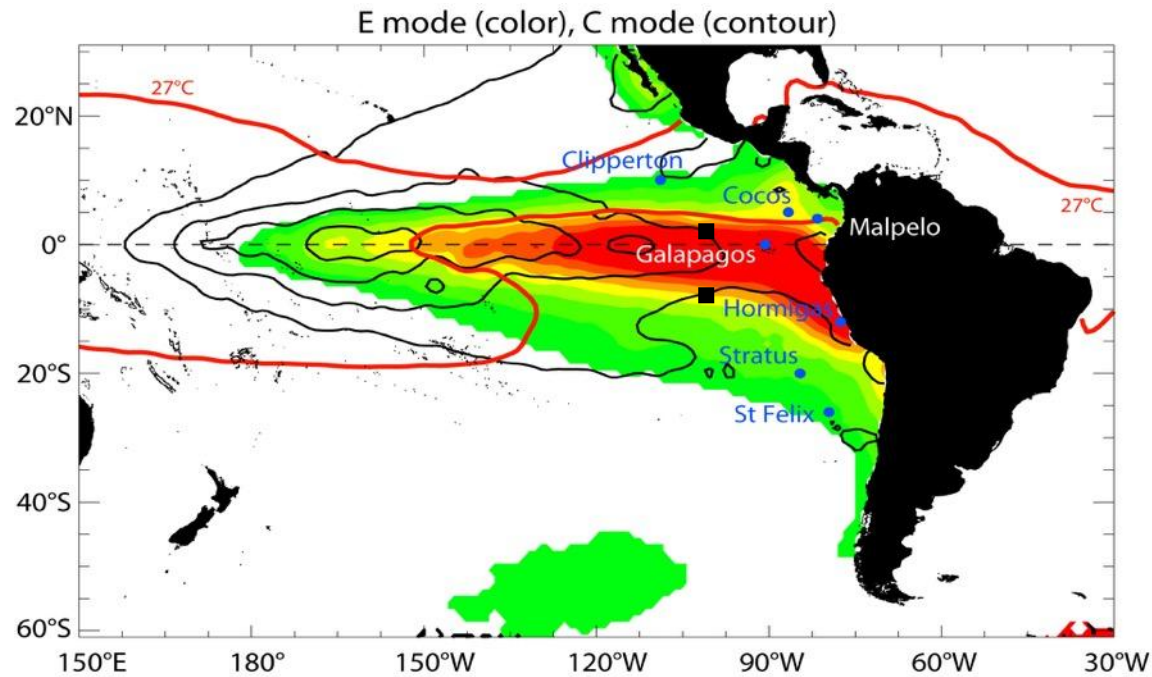 E mode (color), C mode (contour)
27°C
20°N
Clipperton
Cocos
27°C
Malpelo
0°
Galapagos
Hormigas
Stratus
20°S
St Felix
40°S
60°S
150°E 180° 150°W 120°W 90°W 60°W 30°W